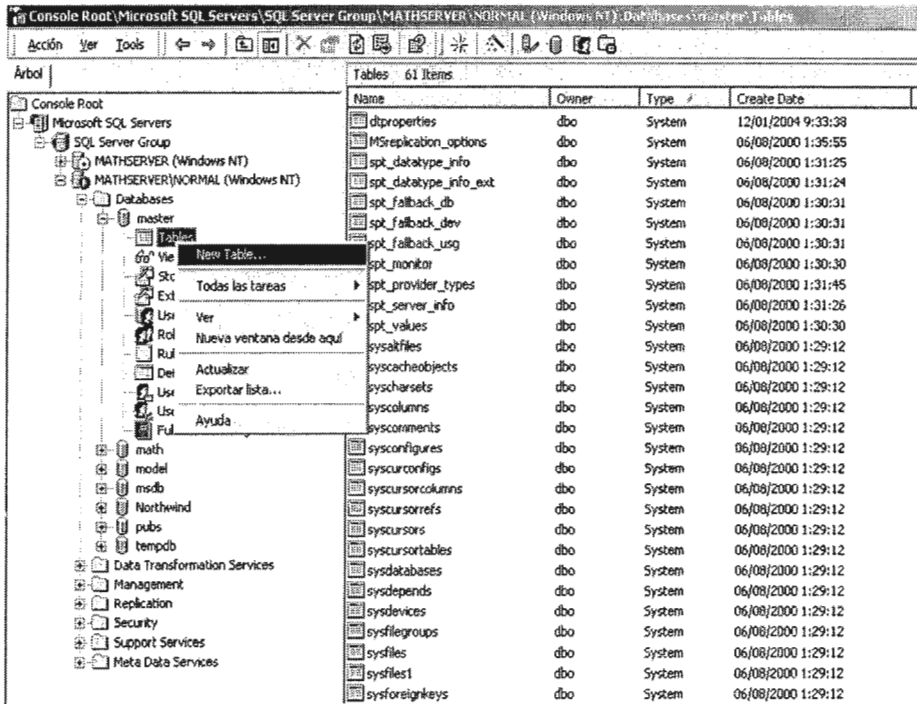 Console Root\Microsoft SQL Servers\SQL Server Group\MATHSERVER\NORMAL (Windows NT)\Databases\master\Tables
Acción Ver Tools
Árbol
Tables 61 Items
Console Root
Microsoft SQL Servers
SQL Server Group
MATHSERVER (Windows NT)
MATHSERVER\NORMAL (Windows NT)
Databases
master
Tables
Vie
Sto
Ext
Use
Rol
Rul
Def
Use
Use
Ful
math
model
msdb
Northwind
pubs
tempdb
Data Transformation Services
Management
Replication
Security
Support Services
Meta Data Services
New Table...
Todas las tareas
Ver
Nueva ventana desde aquí
Actualizar
Exportar lista...
Ayuda
Name Owner Type Create Date
dtproperties dbo System 12/01/2004 9:33:38
MSreplication_options dbo System 06/08/2000 1:35:55
spt_datatype_info dbo System 06/08/2000 1:31:25
spt_datatype_info_ext dbo System 06/08/2000 1:31:24
spt_fallback_db dbo System 06/08/2000 1:30:31
spt_fallback_dev dbo System 06/08/2000 1:30:31
spt_fallback_usg dbo System 06/08/2000 1:30:31
spt_monitor dbo System 06/08/2000 1:30:30
spt_provider_types dbo System 06/08/2000 1:31:45
spt_server_info dbo System 06/08/2000 1:31:26
spt_values dbo System 06/08/2000 1:30:30
sysaltfiles dbo System 06/08/2000 1:29:12
syscacheobjects dbo System 06/08/2000 1:29:12
syscharsets dbo System 06/08/2000 1:29:12
syscolumns dbo System 06/08/2000 1:29:12
syscomments dbo System 06/08/2000 1:29:12
sysconfigures dbo System 06/08/2000 1:29:12
syscurconfigs dbo System 06/08/2000 1:29:12
syscursorcolumns dbo System 06/08/2000 1:29:12
syscursorrefs dbo System 06/08/2000 1:29:12
syscursors dbo System 06/08/2000 1:29:12
syscursortables dbo System 06/08/2000 1:29:12
sysdatabases dbo System 06/08/2000 1:29:12
sysdepends dbo System 06/08/2000 1:29:12
sysdevices dbo System 06/08/2000 1:29:12
sysfilegroups dbo System 06/08/2000 1:29:12
sysfiles dbo System 06/08/2000 1:29:12
sysfiles1 dbo System 06/08/2000 1:29:12
sysforeignkeys dbo System 06/08/2000 1:29:12